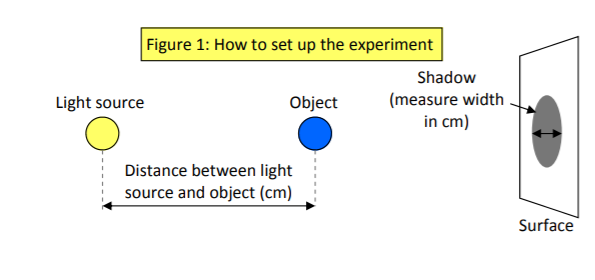 Figure 1: How to set up the experiment
Light source
Object
Shadow
(measure width
in cm)
Distance between light
source and object (cm)
Surface